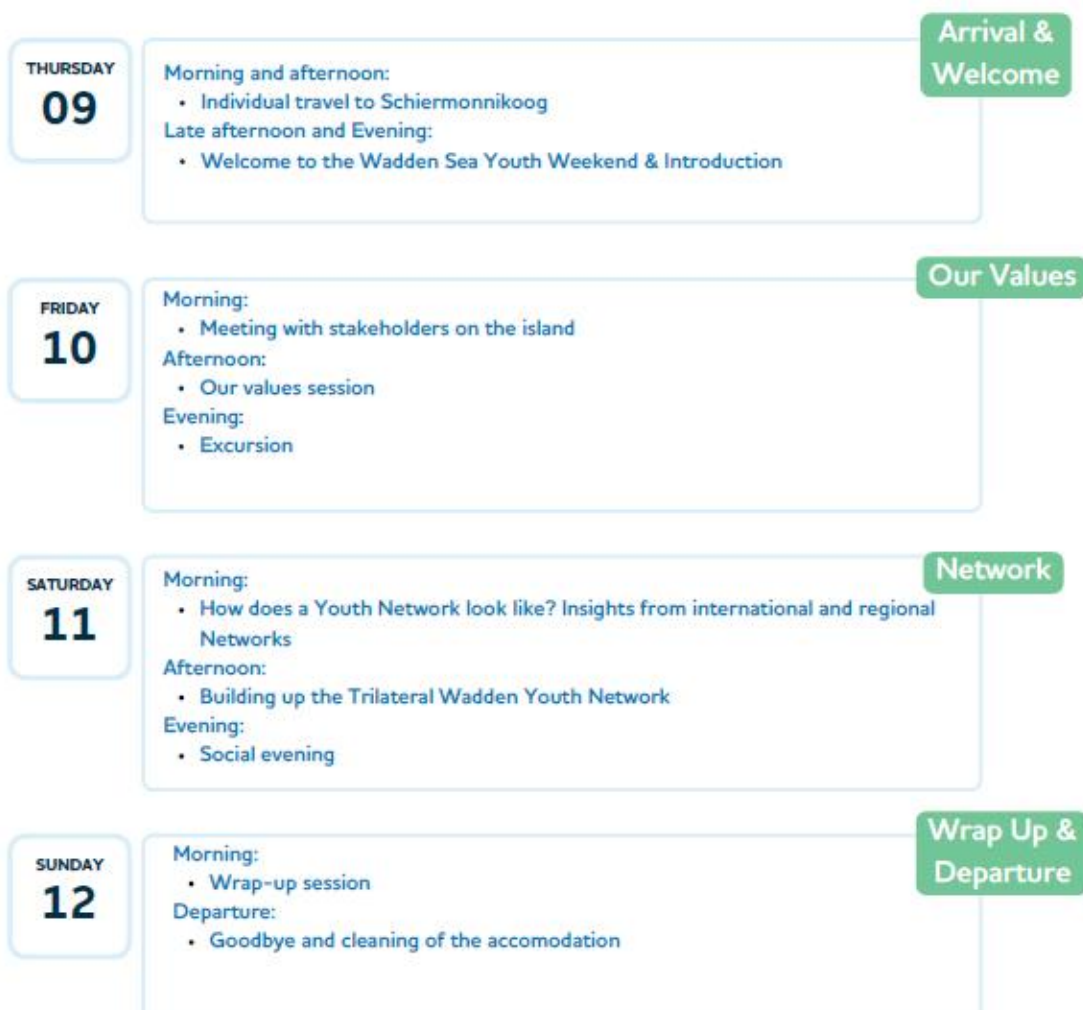 Arrival &
Welcome
THURSDAY
09
Morning and afternoon:
• Individual travel to Schiermonnikoog
Late afternoon and Evening:
• Welcome to the Wadden Sea Youth Weekend & Introduction
Our Values
FRIDAY
10
Morning:
• Meeting with stakeholders on the island
Afternoon:
• Our values session
Evening:
• Excursion
Network
SATURDAY
11
Morning:
• How does a Youth Network look like? Insights from international and regional
Networks
Afternoon:
• Building up the Trilateral Wadden Youth Network
Evening:
• Social evening
Wrap Up &
Departure
SUNDAY
12
Morning:
• Wrap-up session
Departure:
• Goodbye and cleaning of the accomodation